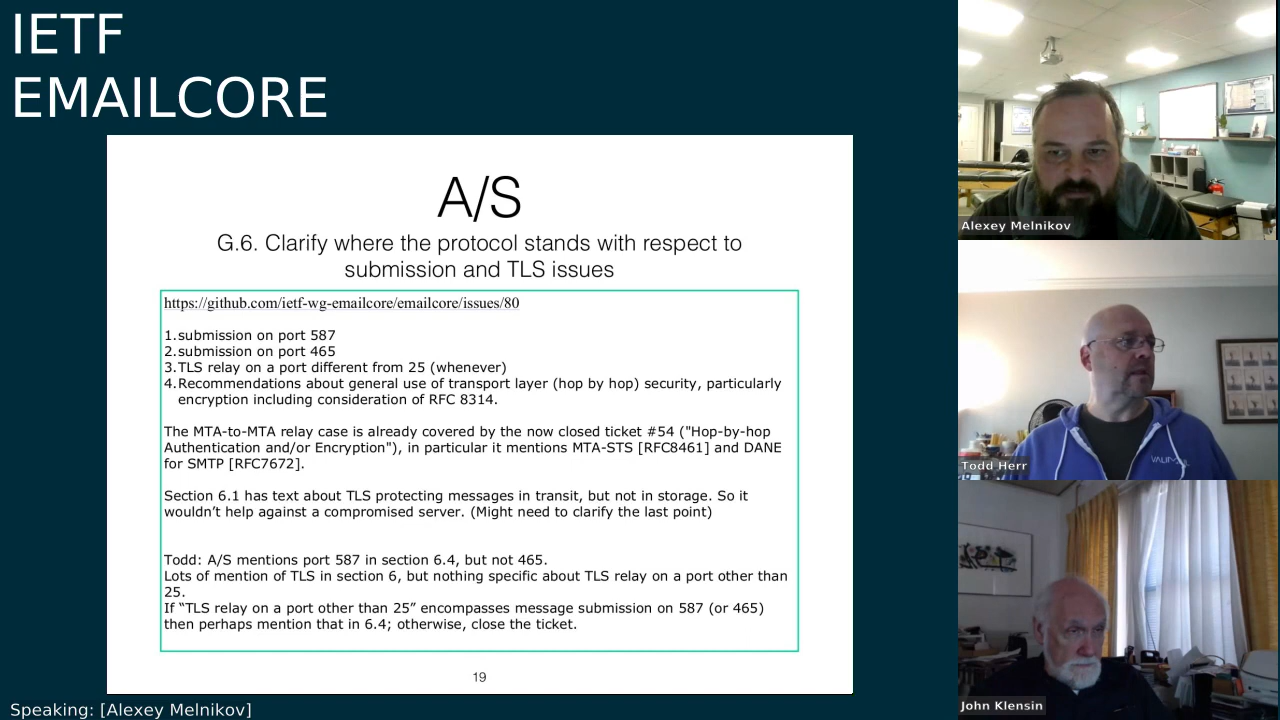 IETF
EMAILCORE
A/S
G.6. Clarify where the protocol stands with respect to
submission and TLS issues
https://github.com/ietf-wg-emailcore/emailcore/issues/80
1.submission on port 587
2.submission on port 465
3.TLS relay on a port different from 25 (whenever)
4.Recommendations about general use of transport layer (hop by hop) security, particularly
encryption including consideration of RFC 8314.
The MTA-to-MTA relay case is already covered by the now closed ticket #54 ("Hop-by-hop
Authentication and/or Encryption"), in particular it mentions MTA-STS [RFC8461] and DANE
for SMTP [RFC7672].
Section 6.1 has text about TLS protecting messages in transit, but not in storage. So it
wouldn’t help against a compromised server. (Might need to clarify the last point)
Todd: A/S mentions port 587 in section 6.4, but not 465.
Lots of mention of TLS in section 6, but nothing specific about TLS relay on a port other than
25.
If “TLS relay on a port other than 25” encompasses message submission on 587 (or 465)
then perhaps mention that in 6.4; otherwise, close the ticket.
19
Speaking: [Alexey Melnikov]
Alexey Melnikov
Todd Herr
John Klensin